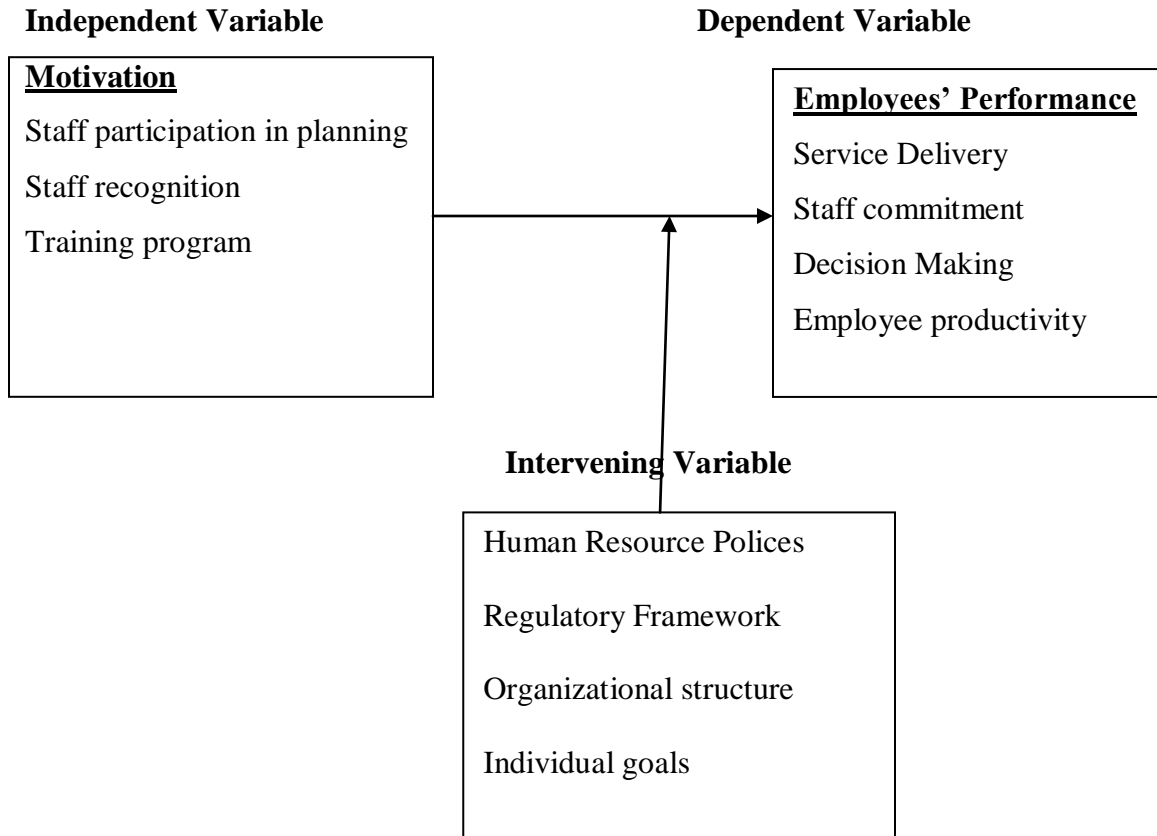 Independent Variable
Dependent Variable
Motivation
Staff participation in planning
Staff recognition
Training program
Employees’ Performance
Service Delivery
Staff commitment
Decision Making
Employee productivity
Intervening Variable
Human Resource Polices
Regulatory Framework
Organizational structure
Individual goals